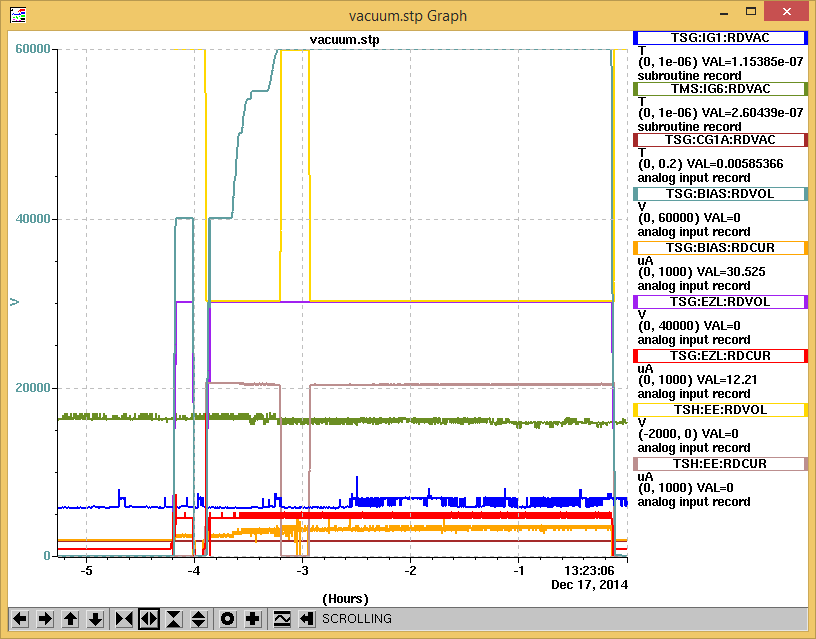 vacuum.stp Graph
vacuum.stp
60000
40000
20000
0
V
-5
-4
-3
-2
-1
13:23:06
Dec 17, 2014
(Hours)
TSG:IG1:RDVAC
T
(0, 1e-06) VAL=1.15385e-07
subroutine record
TMS:IG6:RDVAC
T
(0, 1e-06) VAL=2.60439e-07
subroutine record
TSG:CG1A:RDVAC
T
(0, 0.2) VAL=0.00585366
analog input record
TSG:BIAS:RDVOL
V
(0, 60000) VAL=0
analog input record
TSG:BIAS:RDCUR
uA
(0, 1000) VAL=30.525
analog input record
TSG:EZL:RDVOL
V
(0, 40000) VAL=0
analog input record
TSG:EZL:RDCUR
uA
(0, 1000) VAL=12.21
analog input record
TSH:EE:RDVOL
V
(-2000, 0) VAL=0
analog input record
TSH:EE:RDCUR
uA
(0, 1000) VAL=0
analog input record
SCROLLING